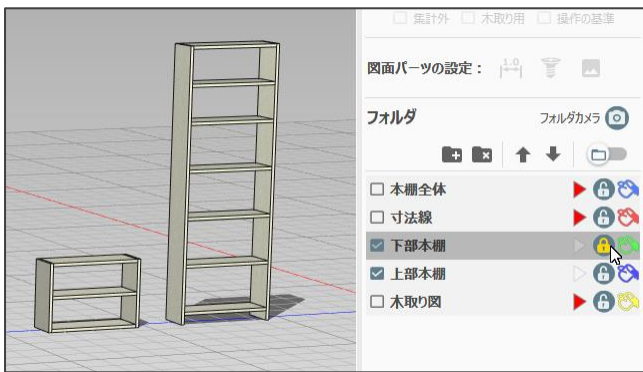 集計外 木取り用 操作の基準
図面パーツの設定： 1.0
フォルダ フォルダカメラ
本棚全体
寸法線
下部本棚
上部本棚
木取り図